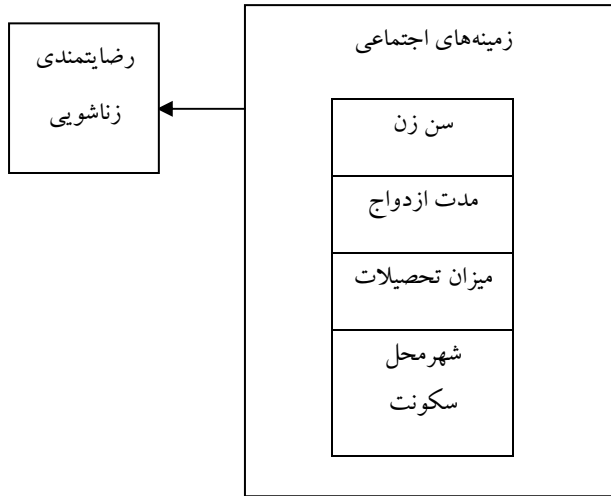 زمینه‌های اجتماعی
سن زن
مدت ازدواج
میزان تحصیلات
شهرمحل
سکونت
رضایتمندی
زناشویی